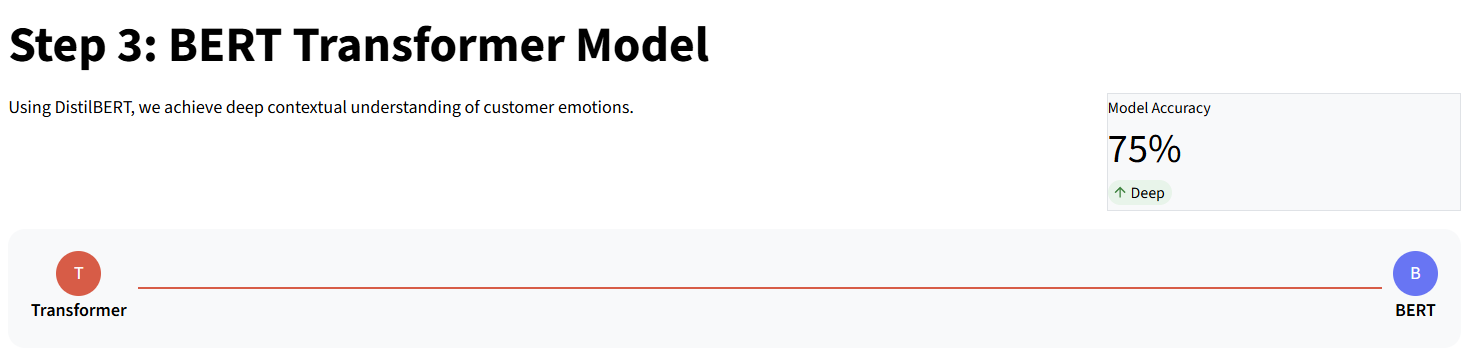 Step 3: BERT Transformer Model
Using DistilBERT, we achieve deep contextual understanding of customer emotions.
Model Accuracy
75%
↑ Deep
T
Transformer
B
BERT